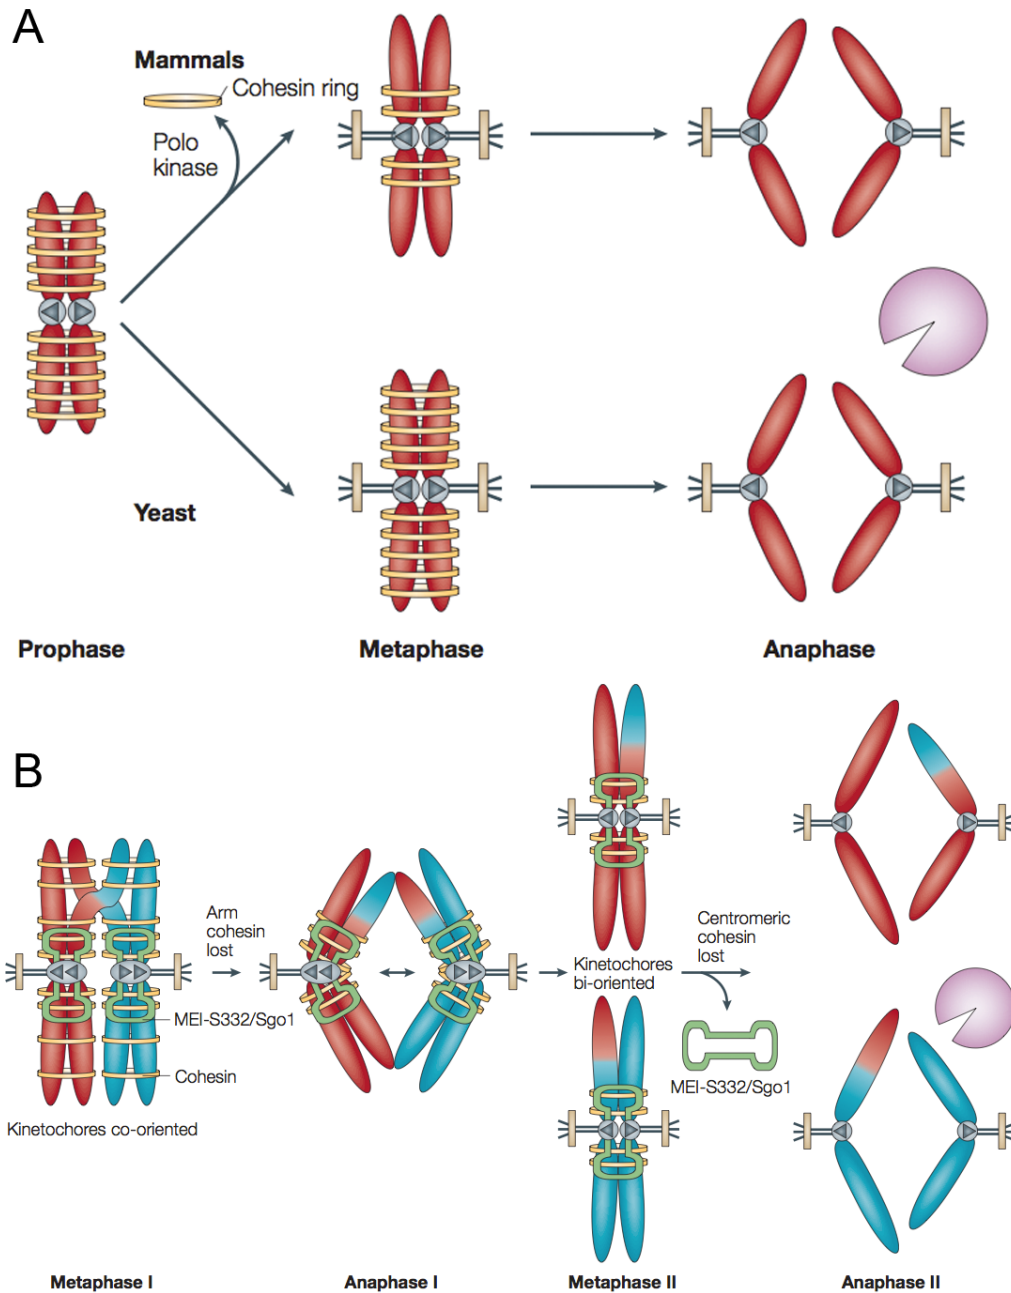 A
Mammals
Cohesin ring
Polo
kinase
Yeast
Prophase
Metaphase
Anaphase
B
Arm
cohesin
lost
MEI-S332/Sgo1
Cohesin
Kinetochores co-oriented
Kinetochores
bi-oriented
Centromeric
cohesin
lost
MEI-S332/Sgo1
Metaphase I
Anaphase I
Metaphase II
Anaphase II